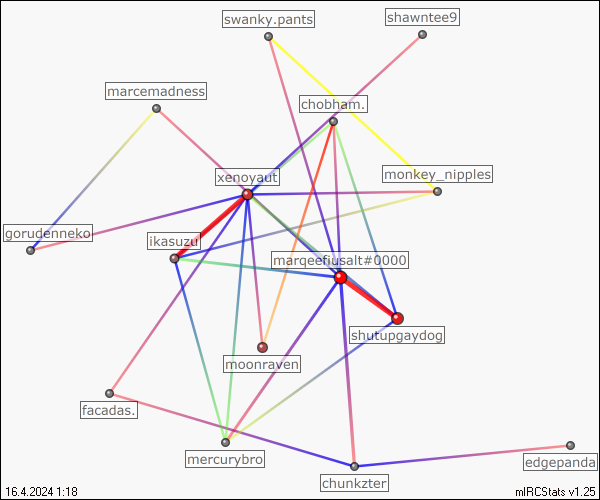 swanky.pants
shawntee9
marcemadness
chobham.
xenoyaut
monkey_nipples
gorudenneko
ikasuzu
marqeefiusalt#0000
shutupgaydog
moonraven
facadas.
mercurybro
edgepanda
chunkzter
16.4.2024 1:18
mIRCStats v1.25